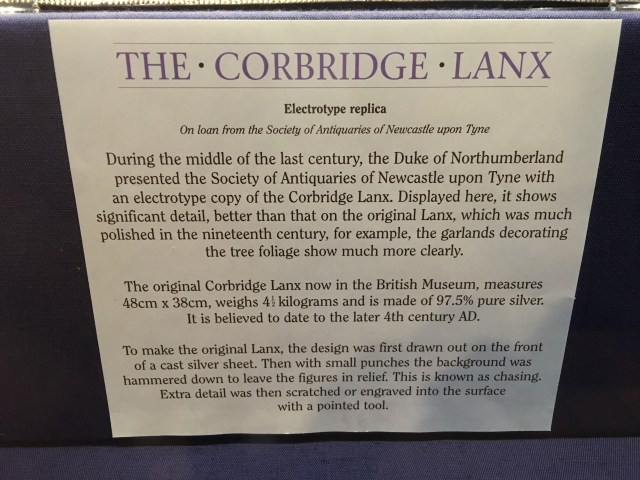 THE · CORBRIDGE · LANX
Electrotype replica
On loan from the Society of Antiquaries of Newcastle upon Tyne
During the middle of the last century, the Duke of Northumberland
presented the Society of Antiquaries of Newcastle upon Tyne with
an electrotype copy of the Corbridge Lanx. Displayed here, it shows
significant detail, better than that on the original Lanx, which was much
polished in the nineteenth century, for example, the garlands decorating
the tree foliage show much more clearly.
The original Corbridge Lanx now in the British Museum, measures
48cm x 38cm, weighs 4½ kilograms and is made of 97.5% pure silver.
It is believed to date to the later 4th century AD.
To make the original Lanx, the design was first drawn out on the front
of a cast silver sheet. Then with small punches the background was
hammered down to leave the figures in relief. This is known as chasing.
Extra detail was then scratched or engraved into the surface
with a pointed tool.